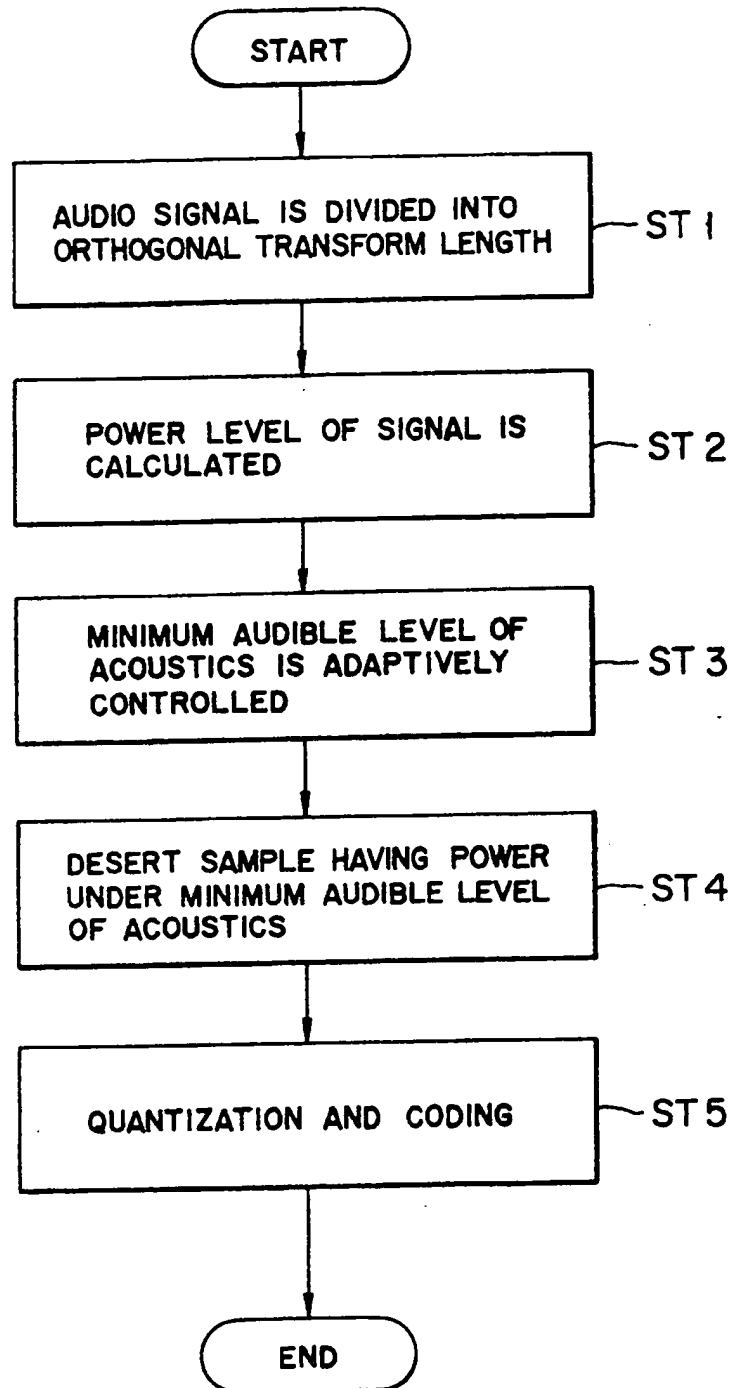 START
AUDIO SIGNAL IS DIVIDED INTO
ORTHOGONAL TRANSFORM LENGTH
ST 1
POWER LEVEL OF SIGNAL IS
CALCULATED
ST 2
MINIMUM AUDIBLE LEVEL OF
ACOUSTICS IS ADAPTIVELY
CONTROLLED
ST 3
DESERT SAMPLE HAVING POWER
UNDER MINIMUM AUDIBLE LEVEL
OF ACOUSTICS
ST 4
QUANTIZATION AND CODING
ST 5
END